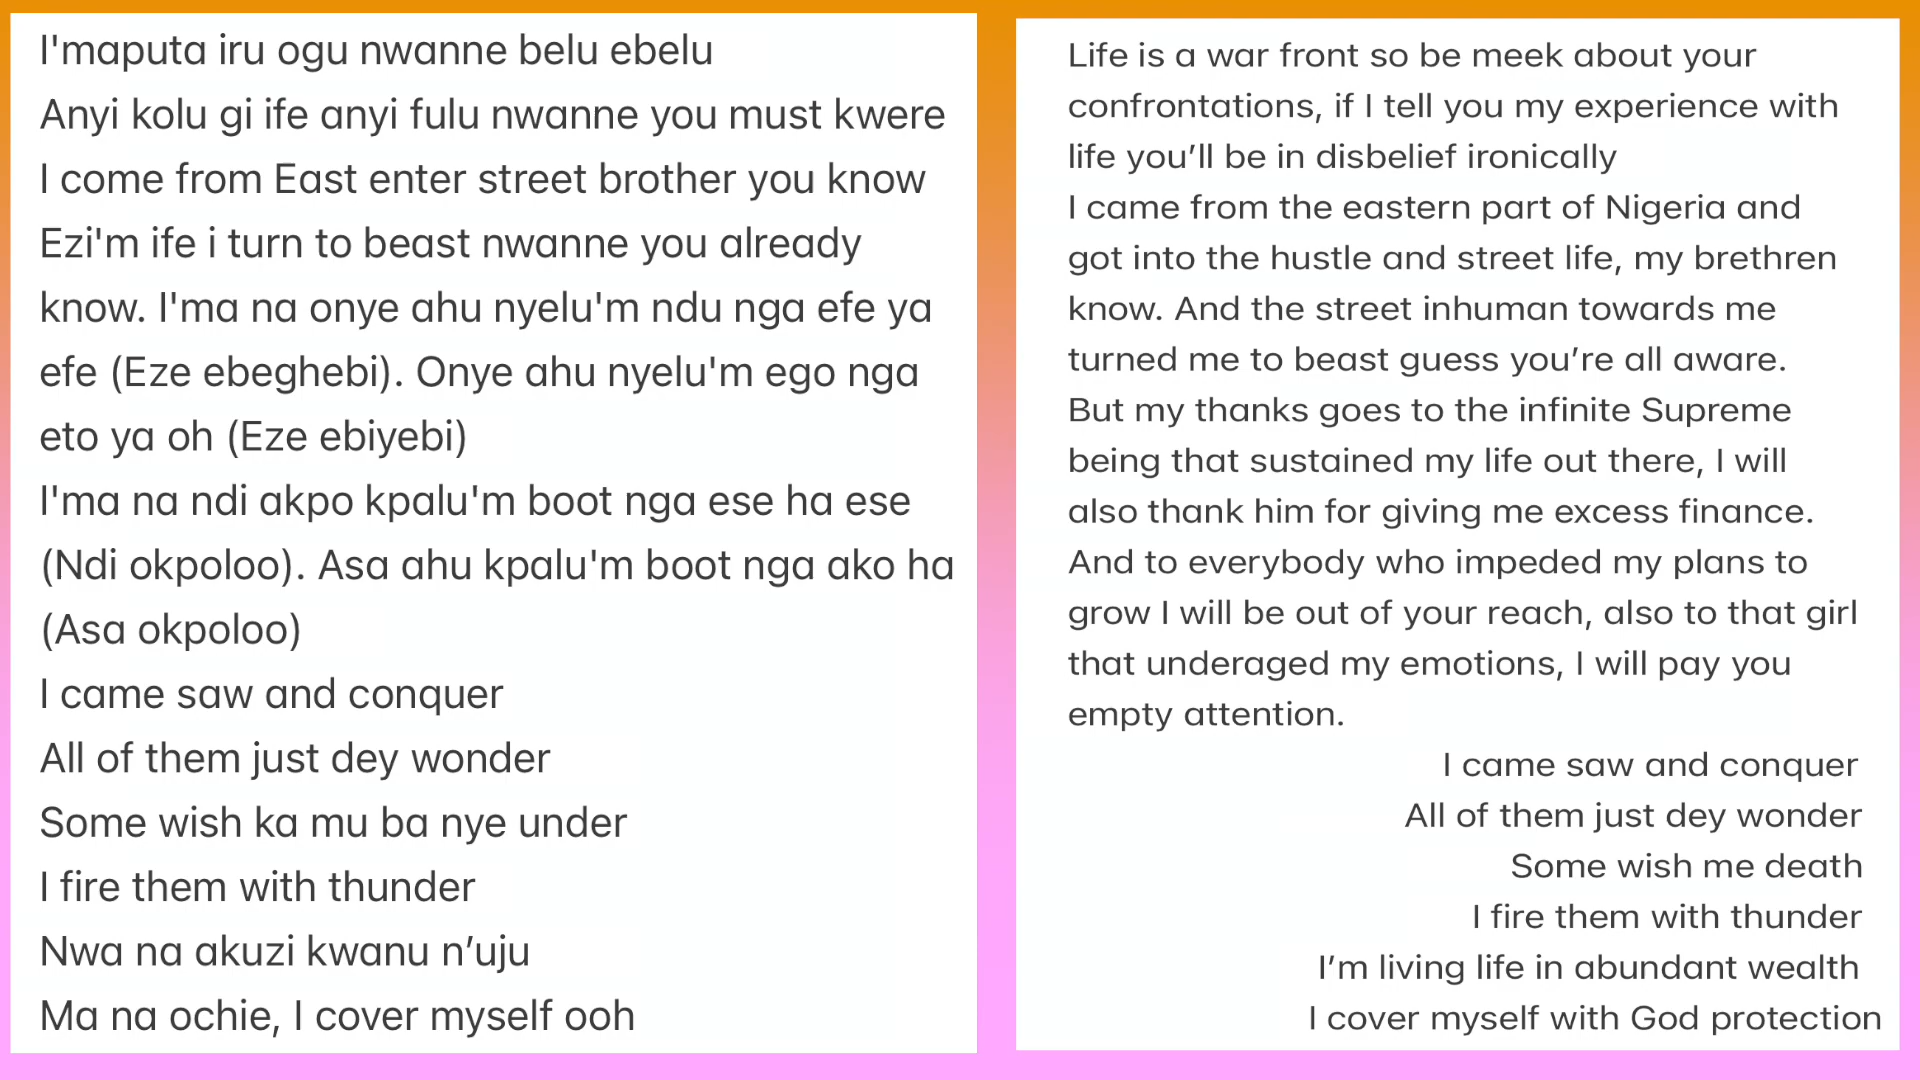 I'maputa iru ogu nwanne belu ebelu
Anyi kolu gi ife anyi fulu nwanne you must kwere
I come from East enter street brother you know
Ezi'm ife i turn to beast nwanne you already
know. I'ma na onye ahu nyelu'm ndu nga efe ya
efe (Eze ebeghebi). Onye ahu nyelu'm ego nga
eto ya oh (Eze ebiyebi)
I'ma na ndi akpo kpalu'm boot nga ese ha ese
(Ndi okpoloo). Asa ahu kpalu'm boot nga ako ha
(Asa okpoloo)
I came saw and conquer
All of them just dey wonder
Some wish ka mu ba nye under
I fire them with thunder
Nwa na akuzi kwanu n’uju
Ma na ochie, I cover myself ooh
Life is a war front so be meek about your
confrontations, if I tell you my experience with
life you’ll be in disbelief ironically
I came from the eastern part of Nigeria and
got into the hustle and street life, my brethren
know. And the street inhuman towards me
turned me to beast guess you’re all aware.
But my thanks goes to the infinite Supreme
being that sustained my life out there, I will
also thank him for giving me excess finance.
And to everybody who impeded my plans to
grow I will be out of your reach, also to that girl
that underaged my emotions, I will pay you
empty attention.
I came saw and conquer
All of them just dey wonder
Some wish me death
I fire them with thunder
I’m living life in abundant wealth
I cover myself with God protection